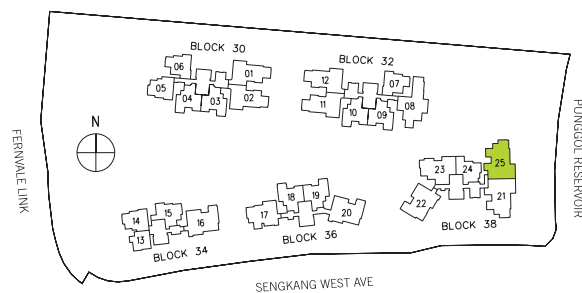 BLOCK 30
BLOCK 32
06
01
05
04
03
02
12
07
11
10
09
08
N
FERNVALE LINK
PUNGGOL RESERVOIR
25
23
24
22
21
BLOCK 38
18
19
17
20
BLOCK 36
15
14
16
13
BLOCK 34
SENGKANG WEST AVE